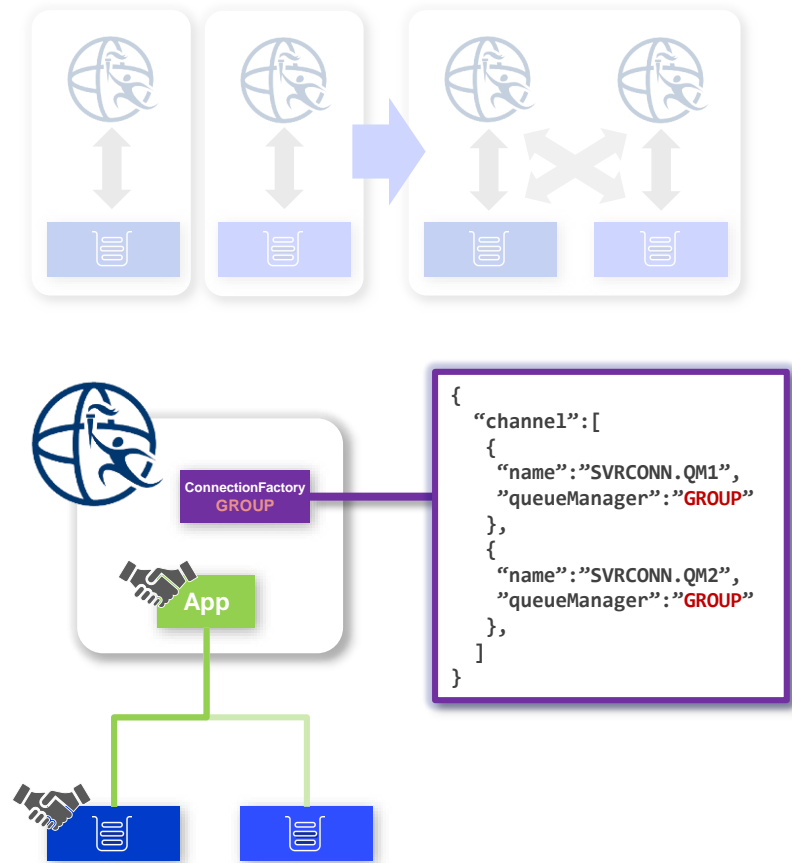 ConnectionFactory
GROUP
App
{
“channel”:[
{
“name”:”SVRCONN.QM1”,
”queueManager”:”GROUP”
},
{
“name”:”SVRCONN.QM2”,
”queueManager”:”GROUP”
},
]
}